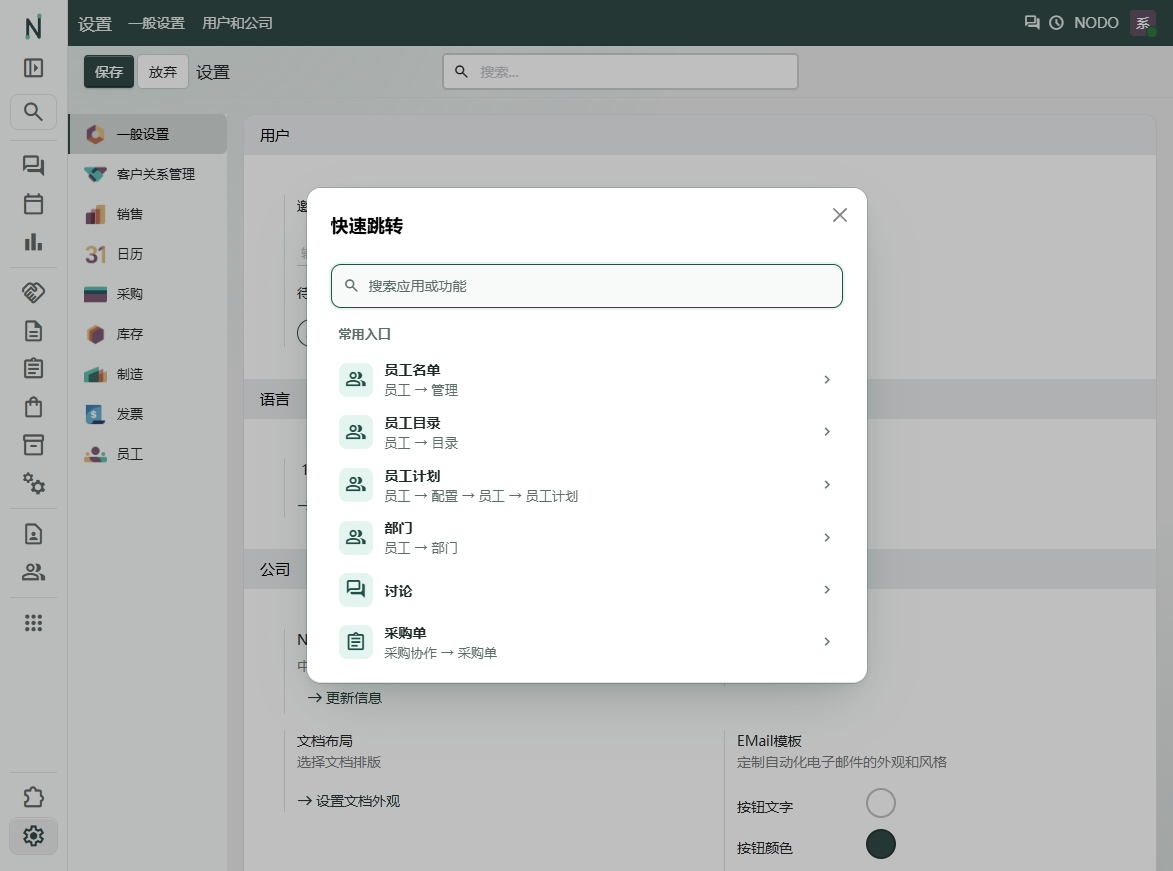 设置 一般设置 用户和公司 NODO 系
保存 放弃 设置 搜索...
一般设置
客户关系管理
销售
31 日历
采购
库存
制造
发票
员工
用户
语言
公司
快速跳转
搜索应用或功能
常用入口
员工名单
员工 → 管理
员工目录
员工 → 目录
员工计划
员工 → 配置 → 员工 → 员工计划
部门
员工 → 部门
讨论
采购单
采购协作 → 采购单
→ 更新信息
文档布局
选择文档排版
→ 设置文档外观
EMail模板
定制自动化电子邮件的外观和风格
按钮文字
按钮颜色